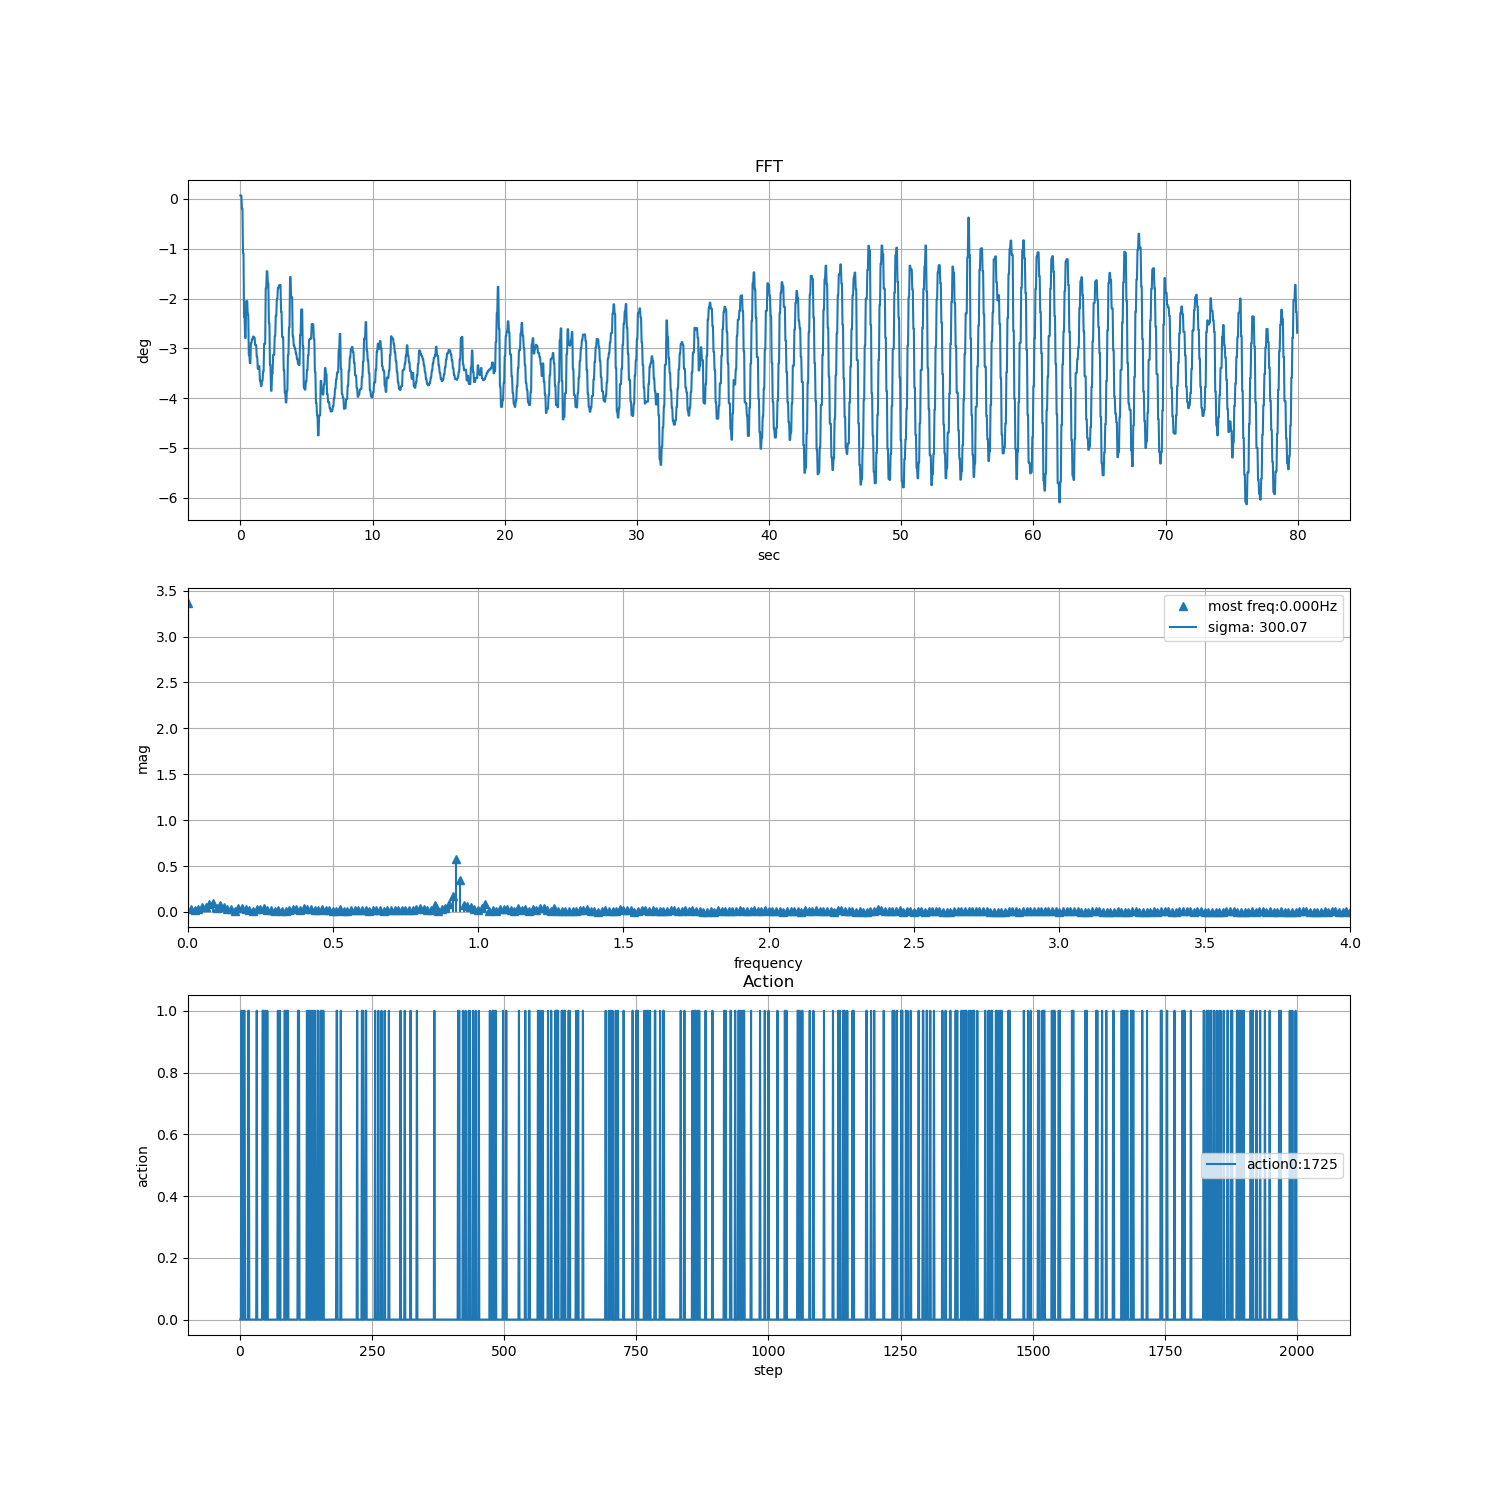 FFT
0
−1
−2
−3
−4
−5
−6
deg
0 10 20 30 40 50 60 70 80
sec
3.5
3.0
2.5
2.0
1.5
1.0
0.5
0.0
mag
most freq:0.000Hz
sigma: 300.07
0.0 0.5 1.0 1.5 2.0 2.5 3.0 3.5 4.0
frequency
Action
1.0
0.8
0.6
0.4
0.2
0.0
action
action0:1725
0 250 500 750 1000 1250 1500 1750 2000
step